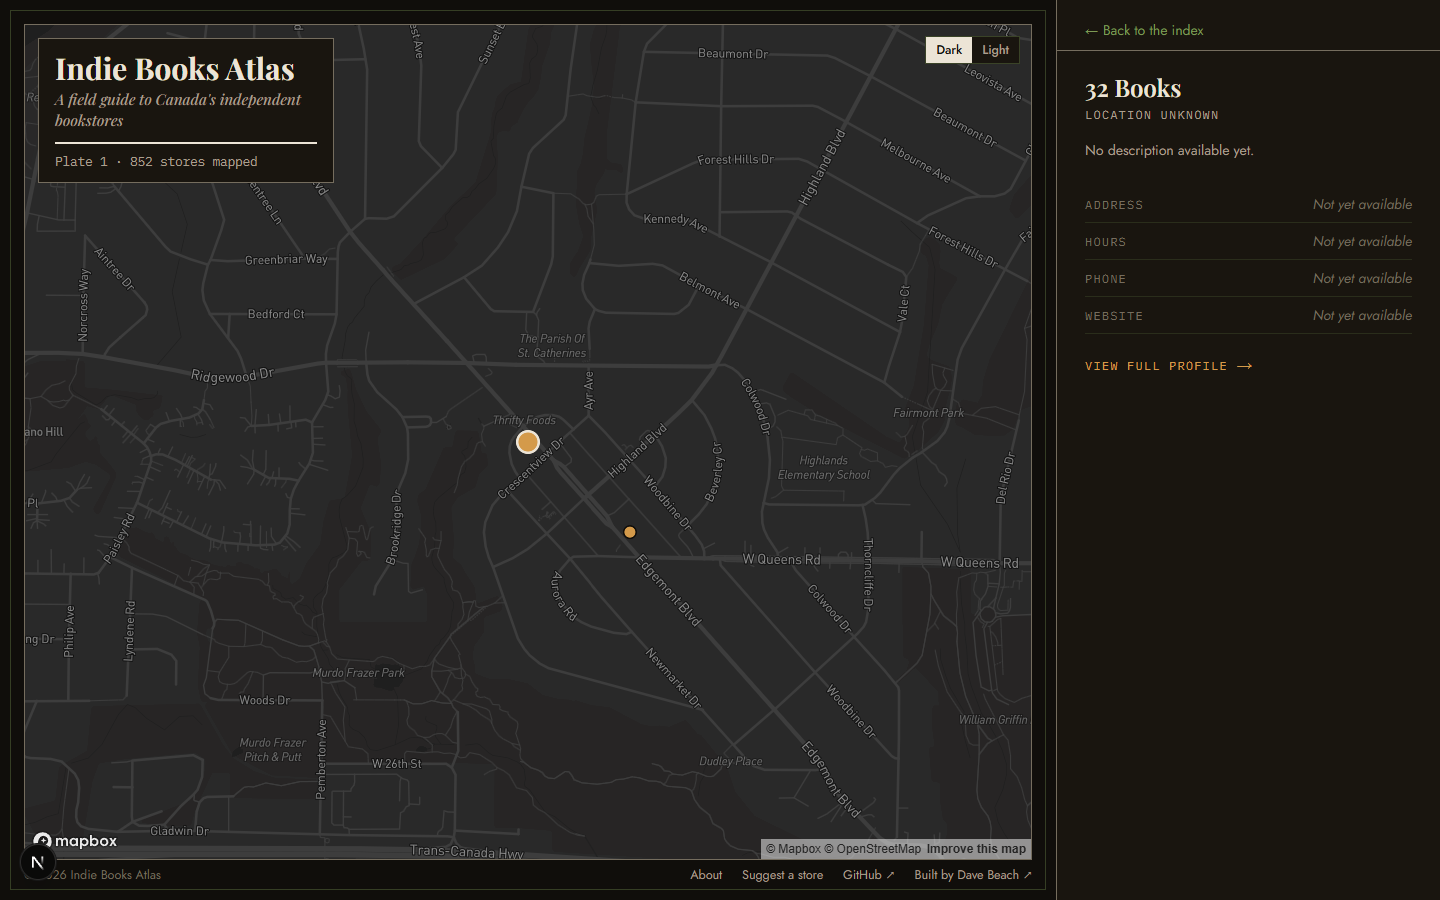 Indie Books Atlas
A field guide to Canada's independent
bookstores
Plate 1 · 852 stores mapped
Dark
Light
Beaumont Dr
Leovista Ave
Beaumont Dr
Melbourne Ave
Forest Hills Dr
Highland Blvd
Kennedy Ave
Forest Hills Dr
Greenbriar Way
Aintree Dr
Norcross Way
Belmont Ave
Vale Ct
Bedford Ct
The Parish Of
St. Catherines
Ridgewood Dr
Ayr Ave
Colwood Dr
Fairmont Park
Thrifty Foods
ano Hill
Crescentview Dr
Highland Blvd
Beverley Cr
Highlands
Elementary School
Del Rio Dr
Woodbine Dr
Pl
Paisley Rd
Brookridge Dr
W Queens Rd
W Queens Rd
Edgemont Blvd
Aurora Rd
Thorncliffe Dr
Colwood Dr
Philip Ave
Lyndene Rd
ng Dr
Murdo Frazer Park
Newmarket Dr
Woods Dr
Woodbine Dr
William Griffin
Murdo Frazer
Pitch & Putt
Pemberton Ave
W 26th St
Dudley Place
Edgemont Blvd
Gladwin Dr
Trans-Canada Hwy
mapbox
© Mapbox © OpenStreetMap Improve this map
N
26 Indie Books Atlas
About
Suggest a store
GitHub ↗
Built by Dave Beach ↗
← Back to the index
32 Books
LOCATION UNKNOWN
No description available yet.
ADDRESS Not yet available
HOURS Not yet available
PHONE Not yet available
WEBSITE Not yet available
VIEW FULL PROFILE →